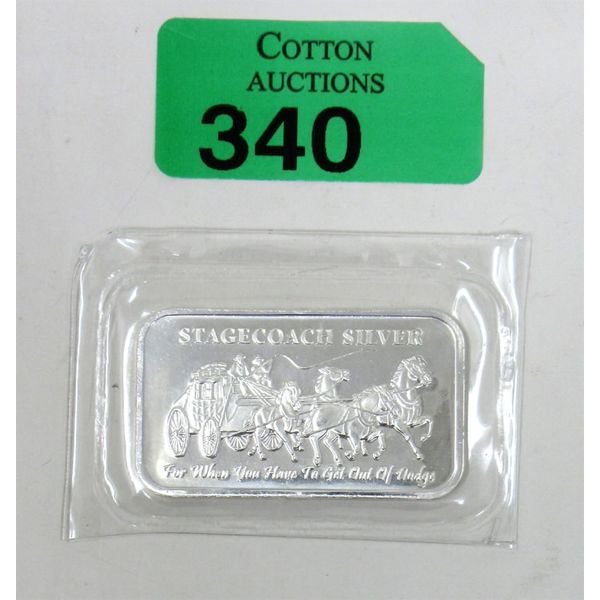 COTTON
AUCTIONS
340
STAGECOACH SILVER
For When You Have To Get Out Of Dodge